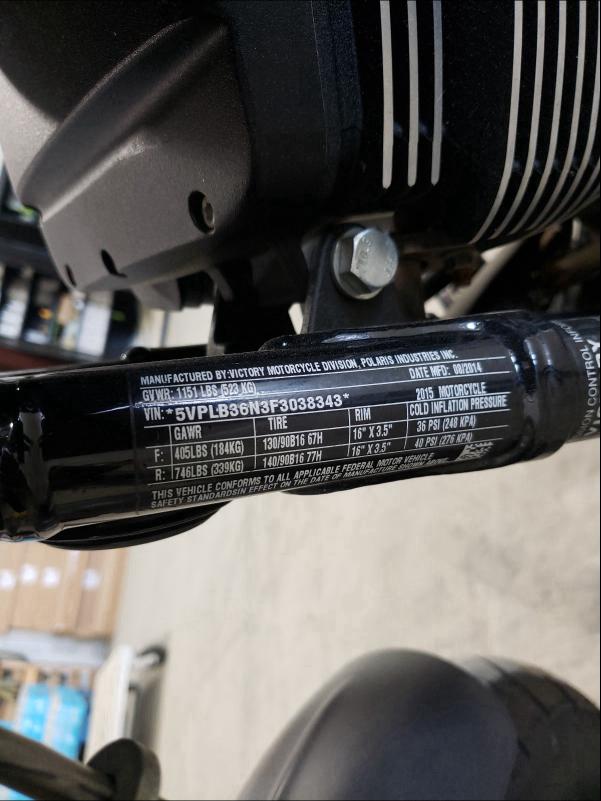 MANUFACTURED BY: VICTORY MOTORCYCLE DIVISION, POLARIS INDUSTRIES INC.
GVWR: 1151 LBS (523 KG) DATE MFD: 08/2014
VIN: *5VPLB36N3F3038343* 2015 MOTORCYCLE
GAWR TIRE RIM COLD INFLATION PRESSURE
F: 405LBS (184KG) 130/90B16 67H 16" X 3.5" 36 PSI (248 KPA)
R: 746LBS (339KG) 140/90B16 77H 16" X 3.5" 40 PSI (276 KPA)
THIS VEHICLE CONFORMS TO ALL APPLICABLE FEDERAL MOTOR VEHICLE
SAFETY STANDARDSIN EFFECT ON THE DATE OF MANUFACTURE SHOWN ABOVE.
CONTROL